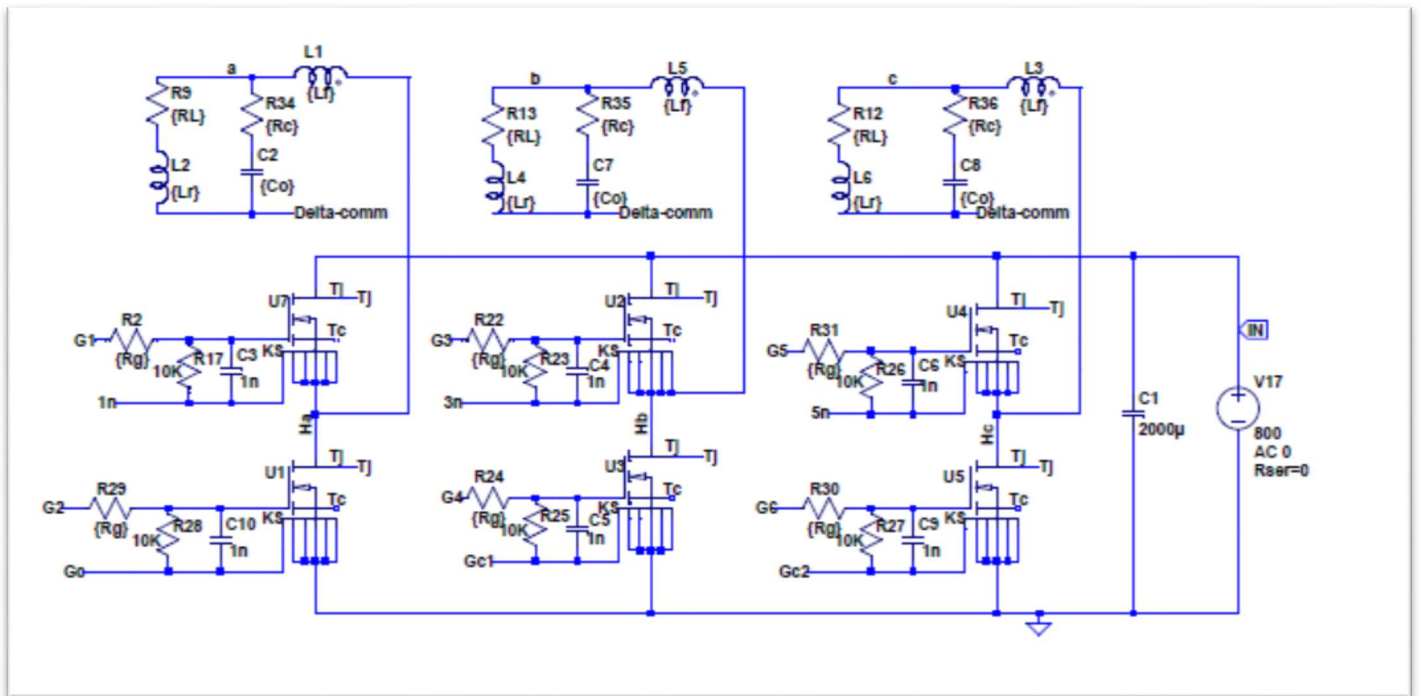 L1
{Lf}
a
R9
{RL}
R34
{Rc}
L2
{Lr}
C2
{Co}
Delta-comm
L5
{Lf}
b
R13
{RL}
R35
{Rc}
L4
{Lr}
C7
{Co}
Delta-comm
L3
{Lf}
c
R12
{RL}
R36
{Rc}
L6
{Lr}
C8
{Co}
Delta-comm
U7
Tj
Tj
Tc
KS
G1
R2
{Rg}
R17
10K
C3
1n
1n
Ha
U2
Tj
Tj
Tc
KS
G3
R22
{Rg}
R23
10K
C4
1n
3n
Hb
U4
Tj
Tj
Tc
KS
G5
R31
{Rg}
R26
10K
C6
1n
5n
Hc
IN
V17
800
AC 0
Rser=0
C1
2000µ
U1
Tj
Tj
Tc
KS
G2
R29
{Rg}
R28
10K
C10
1n
Go
U3
Tj
Tj
Tc
KS
G4
R24
{Rg}
R25
10K
C5
1n
Gc1
U5
Tj
Tj
Tc
KS
G6
R30
{Rg}
R27
10K
C9
1n
Gc2